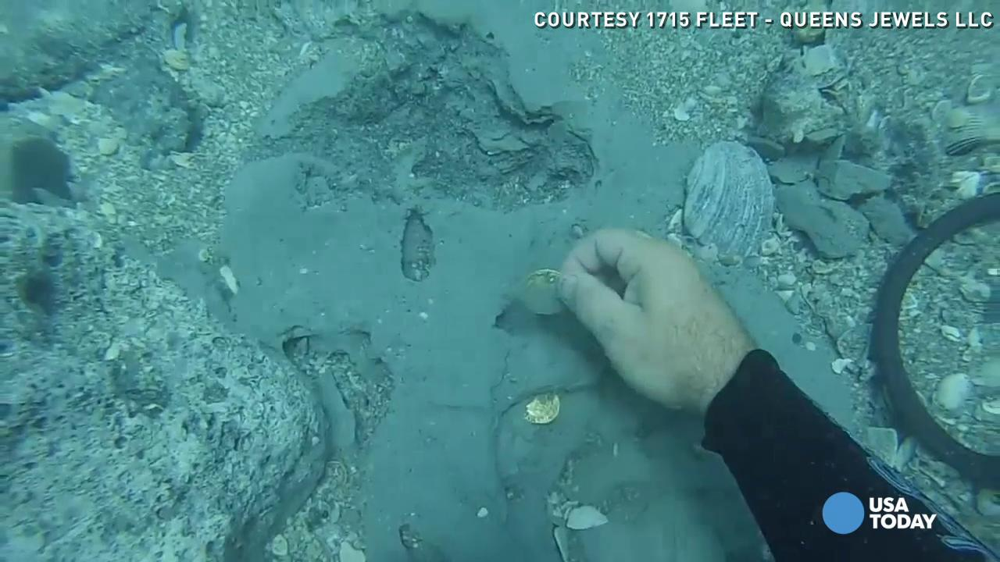 COURTESY 1715 FLEET - QUEENS JEWELS LLC
USA
TODAY